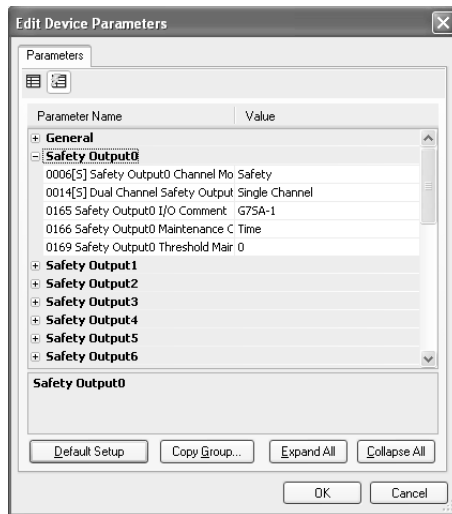 Edit Device Parameters
Parameters
Parameter Name Value
General
Safety Output0
0006[S] Safety Output0 Channel Mo Safety
0014[S] Dual Channel Safety Output Single Channel
0165 Safety Output0 I/O Comment G7SA-1
0166 Safety Output0 Maintenance C Time
0169 Safety Output0 Threshold Mair 0
Safety Output1
Safety Output2
Safety Output3
Safety Output4
Safety Output5
Safety Output6
Safety Output0
Default Setup Copy Group... Expand All Collapse All
OK Cancel